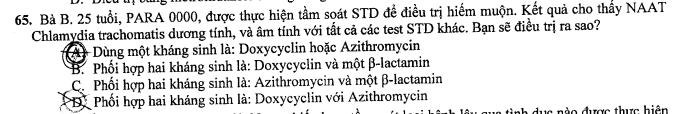 65. Bà B. 25 tuổi, PARA 0000, được thực hiện tầm soát STD để điều trị hiếm muộn. Kết quả cho thấy NAAT
Chlamydia trachomatis dương tính, và âm tính với tất cả các test STD khác. Bạn sẽ điều trị ra sao?
A. Dùng một kháng sinh là: Doxycyclin hoặc Azithromycin
B. Phối hợp hai kháng sinh là: Doxycyclin và một β-lactamin
C. Phối hợp hai kháng sinh là: Azithromycin và một β-lactamin
D. Phối hợp hai kháng sinh là: Doxycyclin với Azithromycin
lây qua tình dục nào được thực hiện